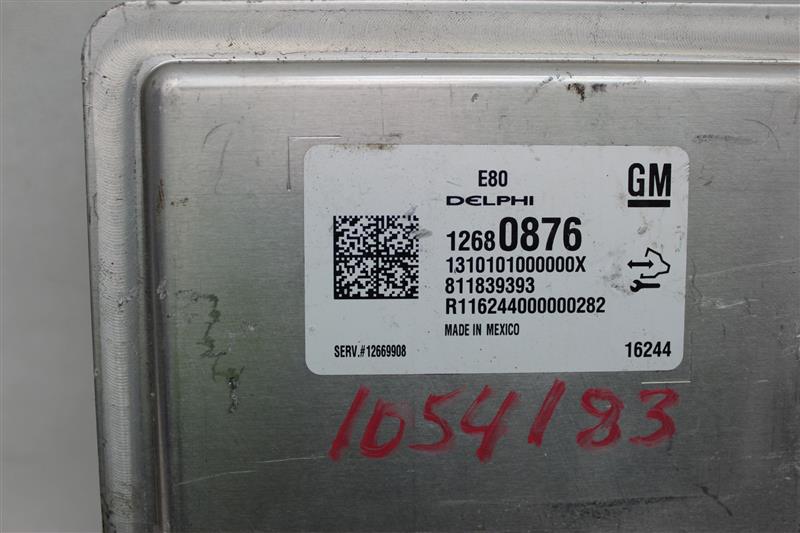 E80
GM
DELPHI
12680876
1310101000000X
811839393
R116244000000282
MADE IN MEXICO
SERV.#12669908
16244
1054183